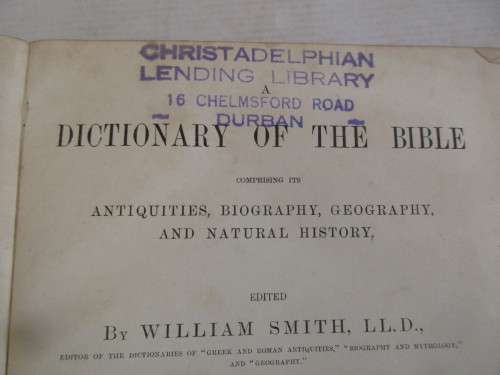 CHRISTADELPHIAN
LENDING LIBRARY
A
16 CHELMSFORD ROAD
DURBAN
DICTIONARY OF THE BIBLE
COMPRISING ITS
ANTIQUITIES, BIOGRAPHY, GEOGRAPHY,
AND NATURAL HISTORY,
EDITED
BY WILLIAM SMITH, LL.D.,
EDITOR OF THE DICTIONARIES OF "GREEK AND ROMAN ANTIQUITIES," "BIOGRAPHY AND MYTHOLOGY,"
AND "GEOGRAPHY."